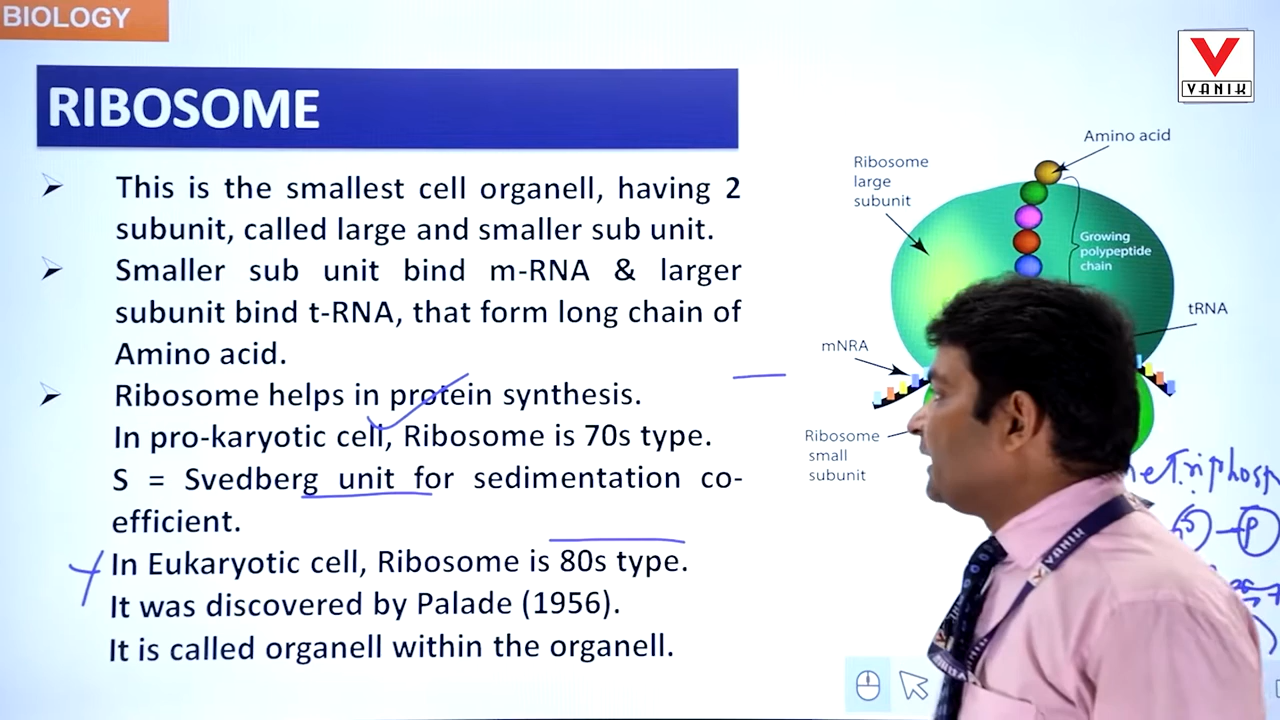 BIOLOGY
VANIK
RIBOSOME
➤ This is the smallest cell organell, having 2
subunit, called large and smaller sub unit.
➤ Smaller sub unit bind m-RNA & larger
subunit bind t-RNA, that form long chain of
Amino acid.
➤ Ribosome helps in protein synthesis.
In pro-karyotic cell, Ribosome is 70s type.
S = Svedberg unit for sedimentation co-
efficient.
In Eukaryotic cell, Ribosome is 80s type.
It was discovered by Palade (1956).
It is called organell within the organell.
Amino acid
Ribosome
large
subunit
Growing
polypeptide
chain
tRNA
mNRA
Ribosome
small
subunit
VANIK